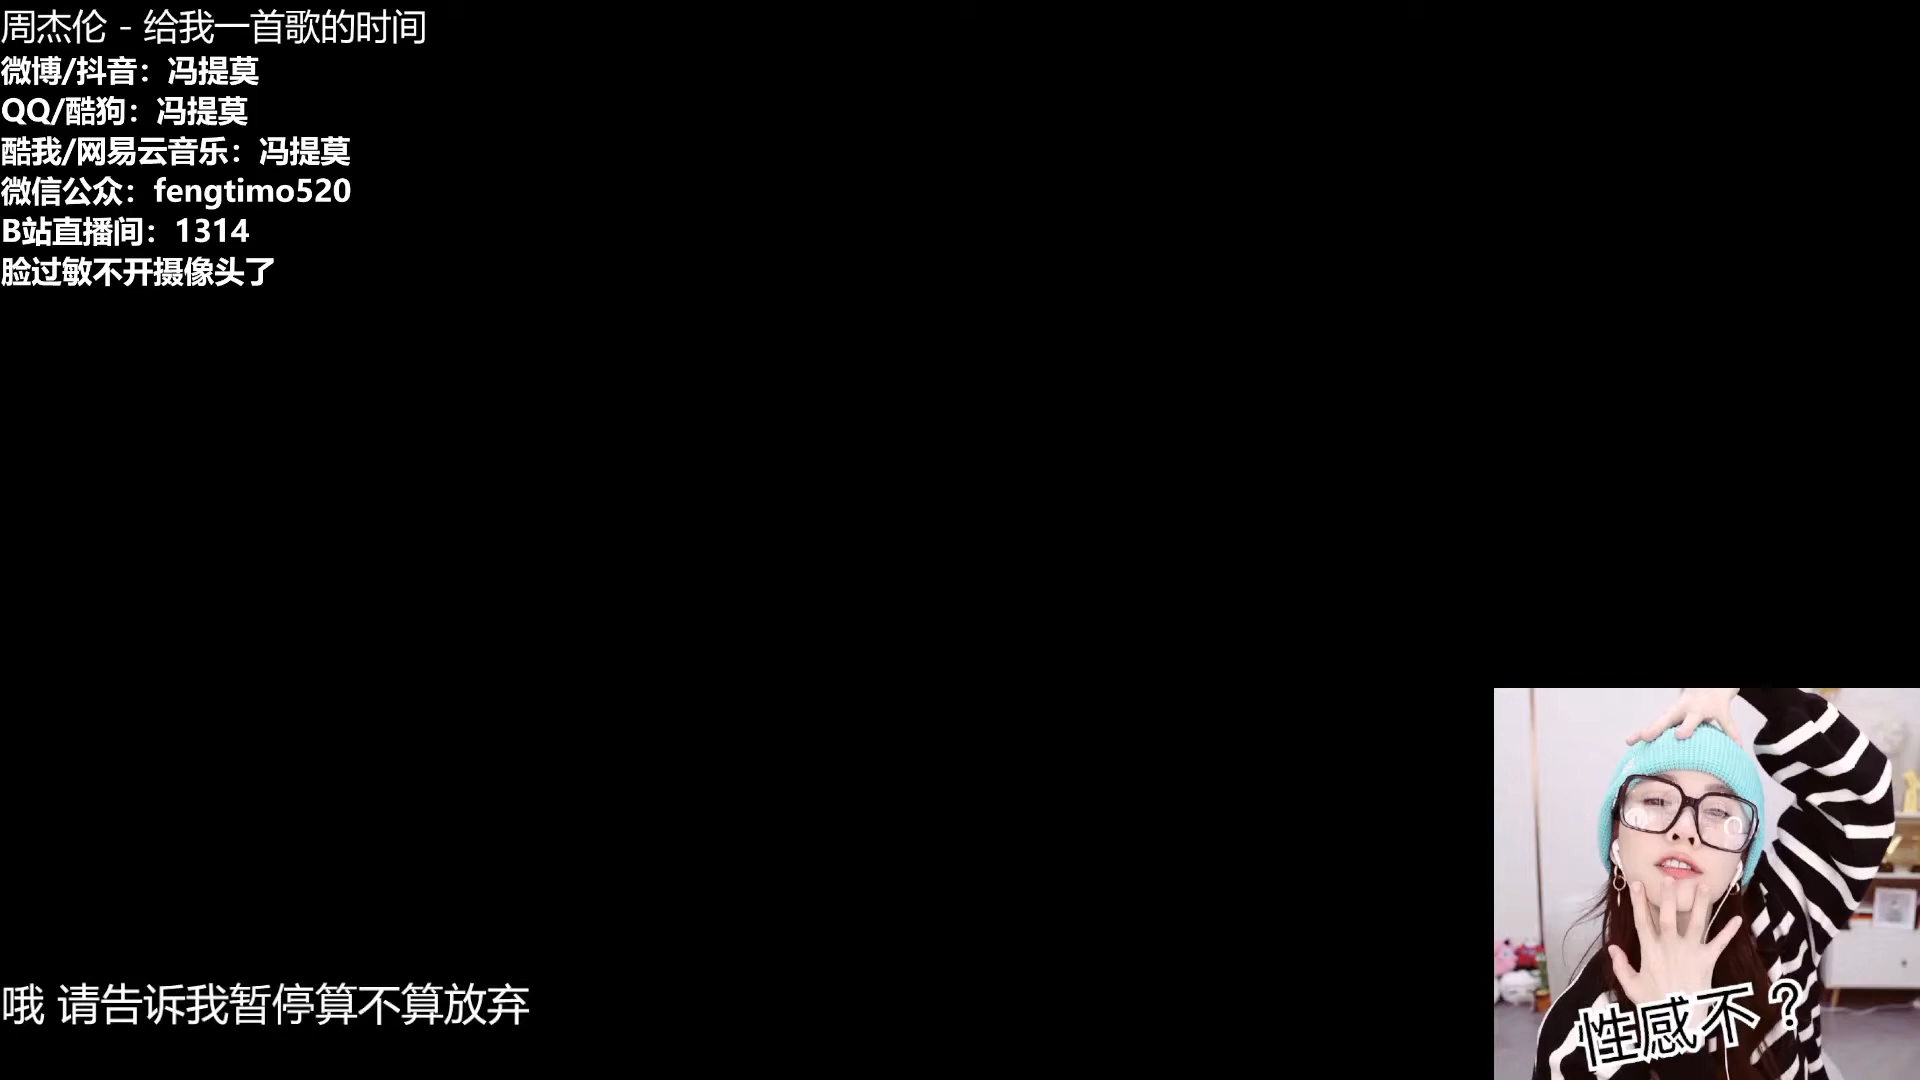 周杰伦 - 给我一首歌的时间
微博/抖音：冯提莫
QQ/酷狗：冯提莫
酷我/网易云音乐：冯提莫
微信公众：fengtimo520
B站直播间：1314
脸过敏不开摄像头了
哦 请告诉我暂停算不算放弃
性感不？